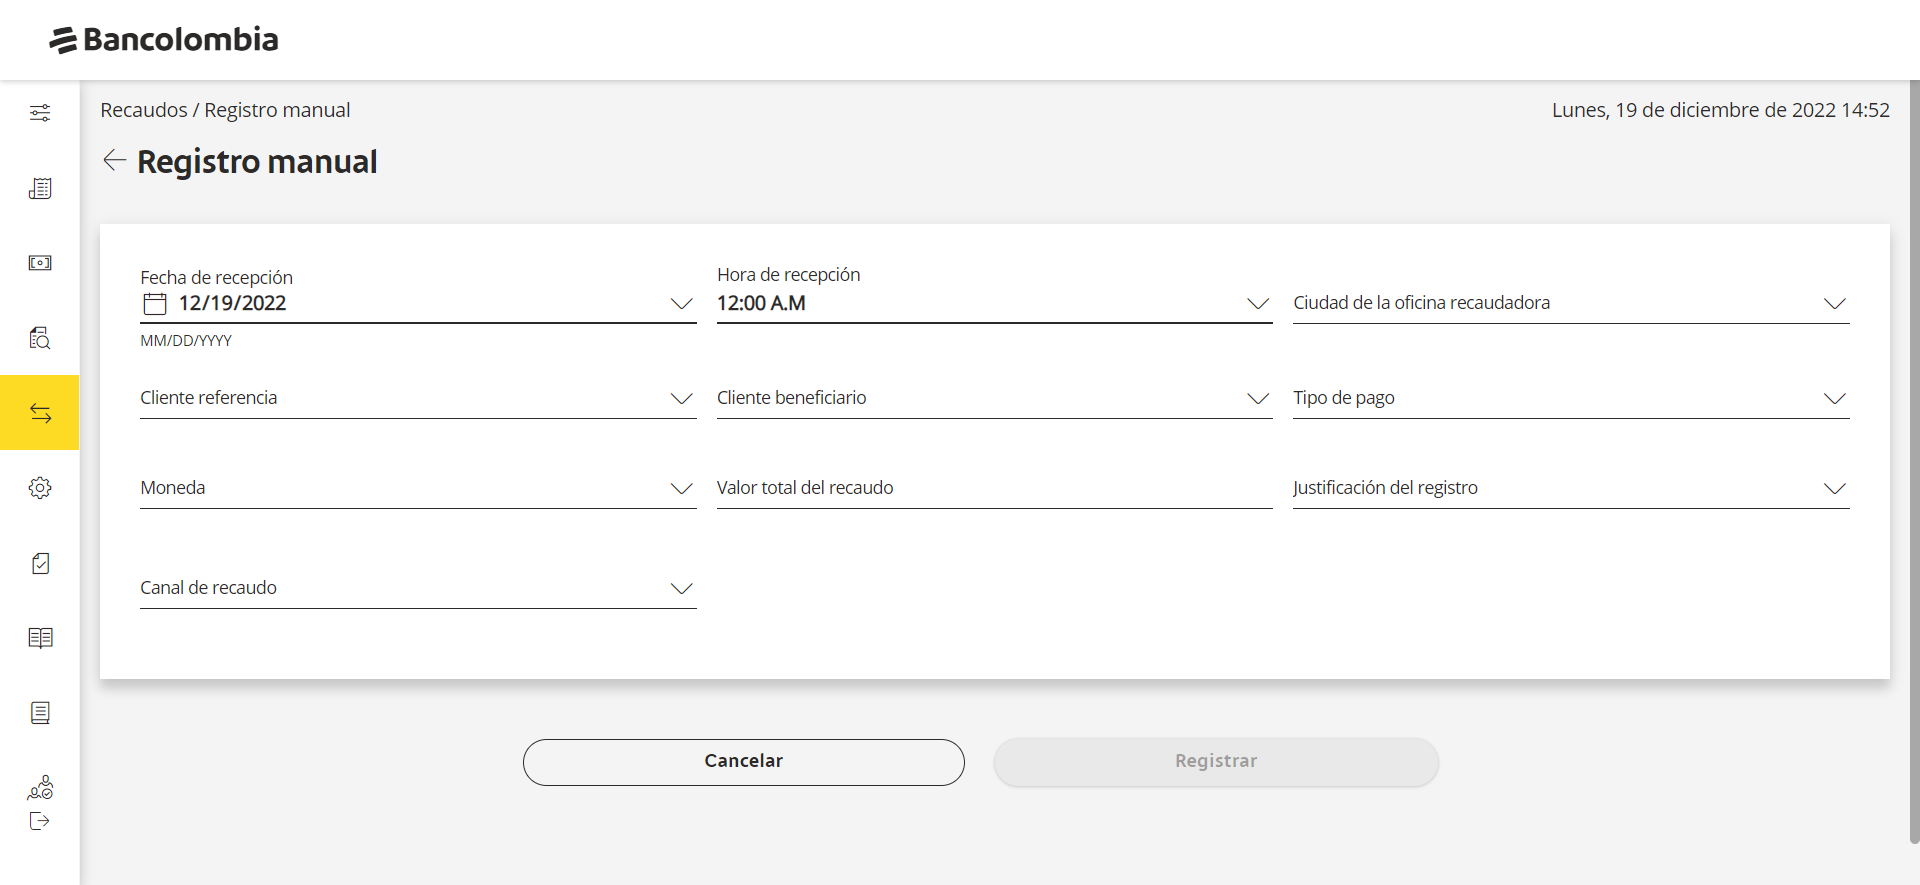 Bancolombia
Recaudos / Registro manual
Lunes, 19 de diciembre de 2022 14:52
Registro manual
Fecha de recepción
12/19/2022
MM/DD/YYYY
Hora de recepción
12:00 A.M
Ciudad de la oficina recaudadora
Cliente referencia
Cliente beneficiario
Tipo de pago
Moneda
Valor total del recaudo
Justificación del registro
Canal de recaudo
Cancelar
Registrar